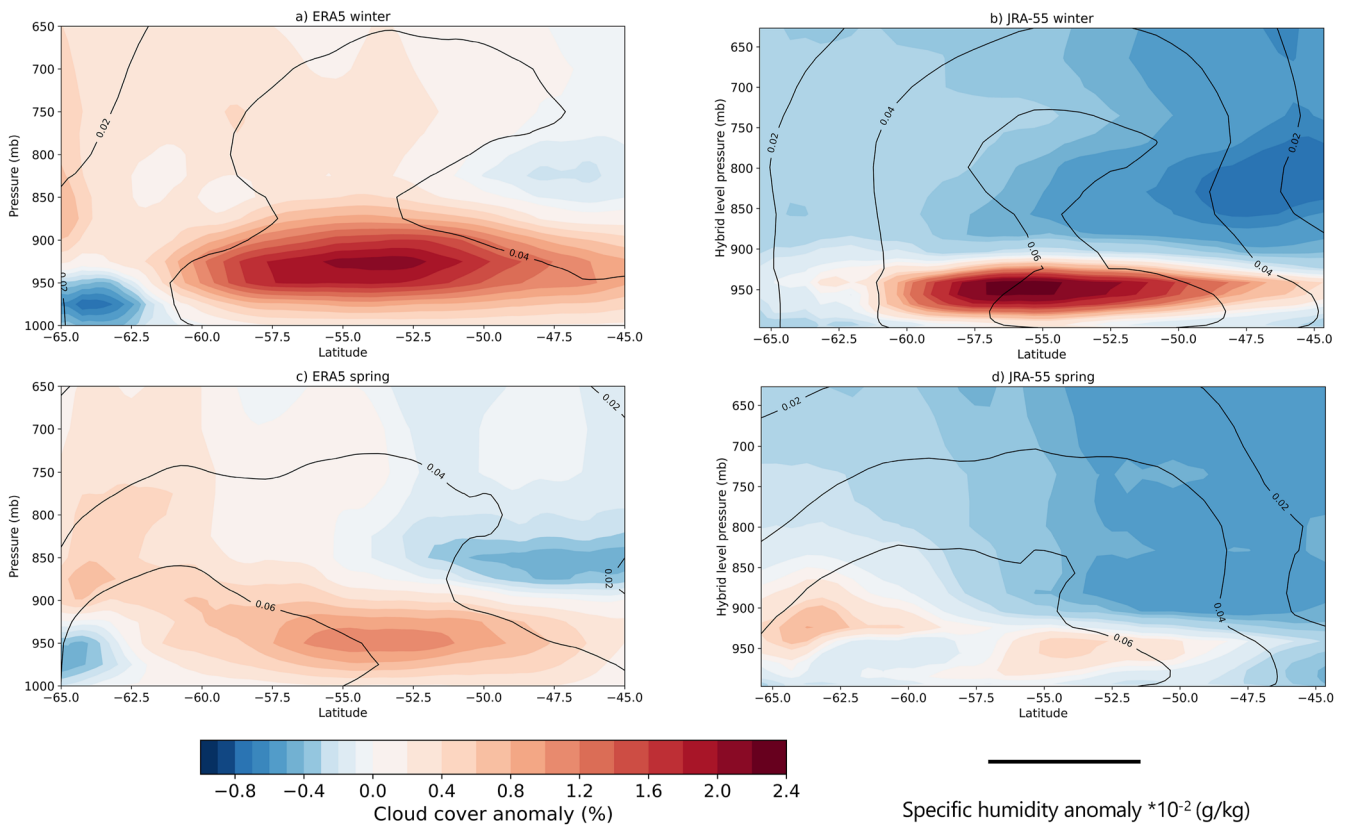 a) ERA5 winter
650
700
750
800
850
900
950
1000
Pressure (mb)
0.02
0.02
0.04
−65.0 −62.5 −60.0 −57.5 −55.0 −52.5 −50.0 −47.5 −45.0
Latitude
b) JRA-55 winter
650
700
750
800
850
900
950
Hybrid level pressure (mb)
0.02
0.04
0.02
0.06
0.04
−65.0 −62.5 −60.0 −57.5 −55.0 −52.5 −50.0 −47.5 −45.0
Latitude
c) ERA5 spring
650
700
750
800
850
900
950
1000
Pressure (mb)
0.02
0.04
0.02
0.06
−65.0 −62.5 −60.0 −57.5 −55.0 −52.5 −50.0 −47.5 −45.0
Latitude
d) JRA-55 spring
650
700
750
800
850
900
950
Hybrid level pressure (mb)
0.02
0.02
0.04
0.06
−65.0 −62.5 −60.0 −57.5 −55.0 −52.5 −50.0 −47.5 −45.0
Latitude
−0.8 −0.4 0.0 0.4 0.8 1.2 1.6 2.0 2.4
Cloud cover anomaly (%)
Specific humidity anomaly *10⁻² (g/kg)